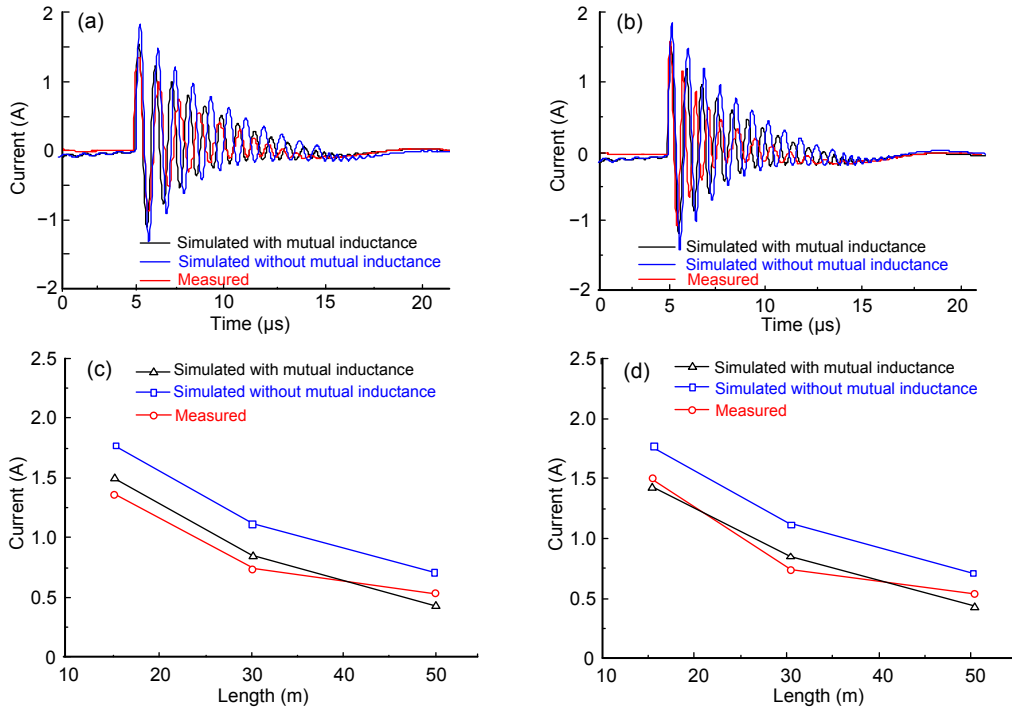 (a)
2
1
0
−1
−2
Current (A)
Simulated with mutual inductance
Simulated without mutual inductance
Measured
0 5 10 15 20
Time (µs)
(b)
2
1
0
−1
−2
Current (A)
Simulated with mutual inductance
Simulated without mutual inductance
Measured
0 5 10 15 20
Time (µs)
(c)
Simulated with mutual inductance
Simulated without mutual inductance
Measured
2.5
2.0
1.5
1.0
0.5
0
Current (A)
10 20 30 40 50
Length (m)
(d)
Simulated with mutual inductance
Simulated without mutual inductance
Measured
2.5
2.0
1.5
1.0
0.5
0
Current (A)
10 20 30 40 50
Length (m)